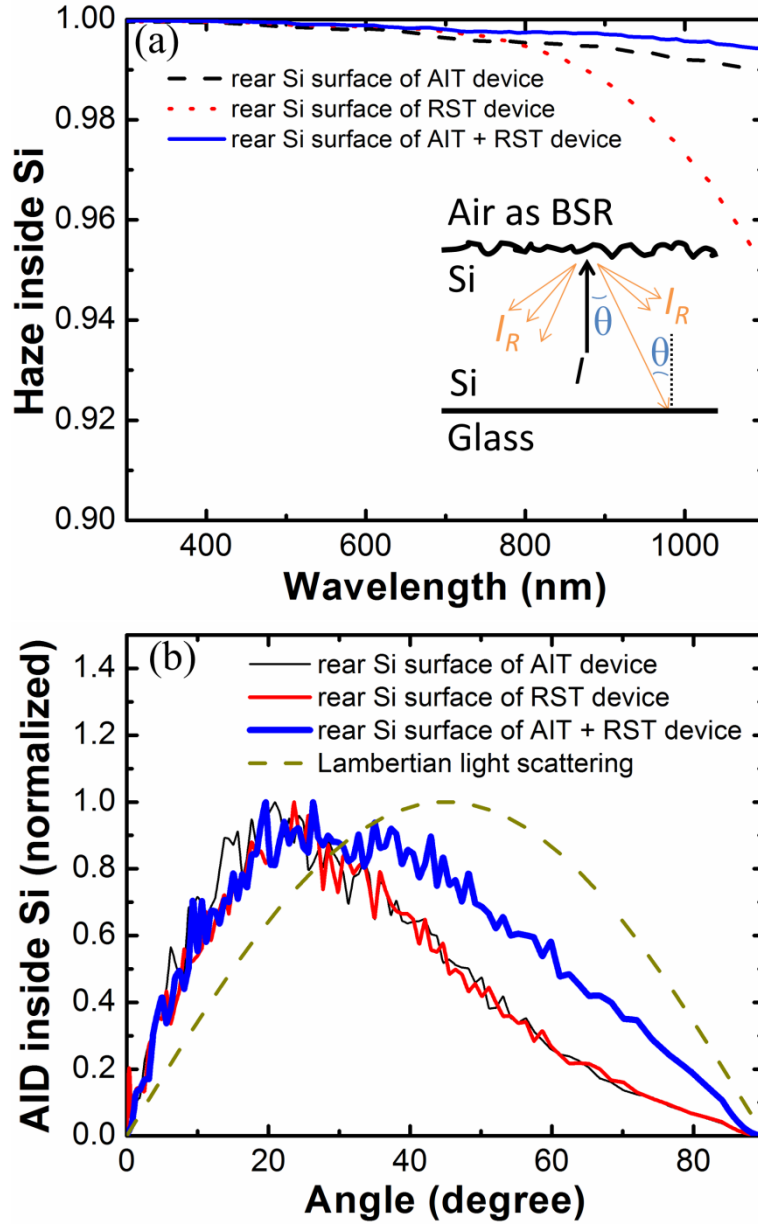 (a)
rear Si surface of AIT device
rear Si surface of RST device
rear Si surface of AIT + RST device
Air as BSR
Si
I_R
θ
I_R
θ
I
Si
Glass
Haze inside Si
1.00
0.98
0.96
0.94
0.92
0.90
400
600
800
1000
Wavelength (nm)
(b)
rear Si surface of AIT device
rear Si surface of RST device
rear Si surface of AIT + RST device
Lambertian light scattering
AID inside Si (normalized)
1.4
1.2
1.0
0.8
0.6
0.4
0.2
0.0
0
20
40
60
80
Angle (degree)